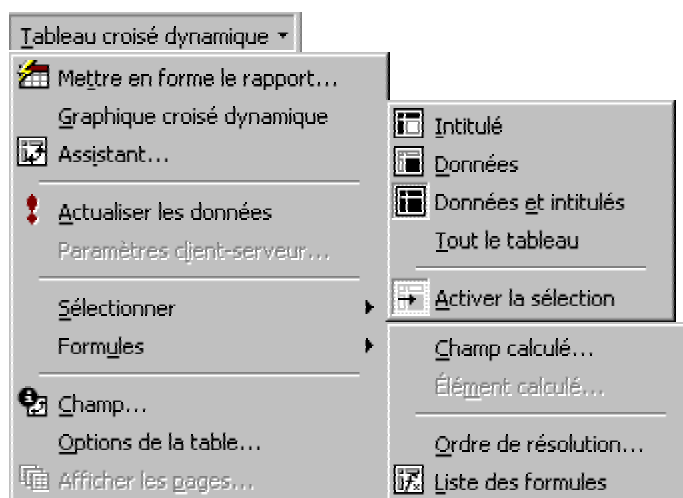 Tableau croisé dynamique
Mettre en forme le rapport...
Graphique croisé dynamique
Assistant...
Actualiser les données
Paramètres client-serveur...
Sélectionner
Formules
Champ...
Options de la table...
Afficher les pages...
Intitulé
Données
Données et intitulés
Tout le tableau
Activer la sélection
Champ calculé...
Élément calculé...
Ordre de résolution...
Liste des formules